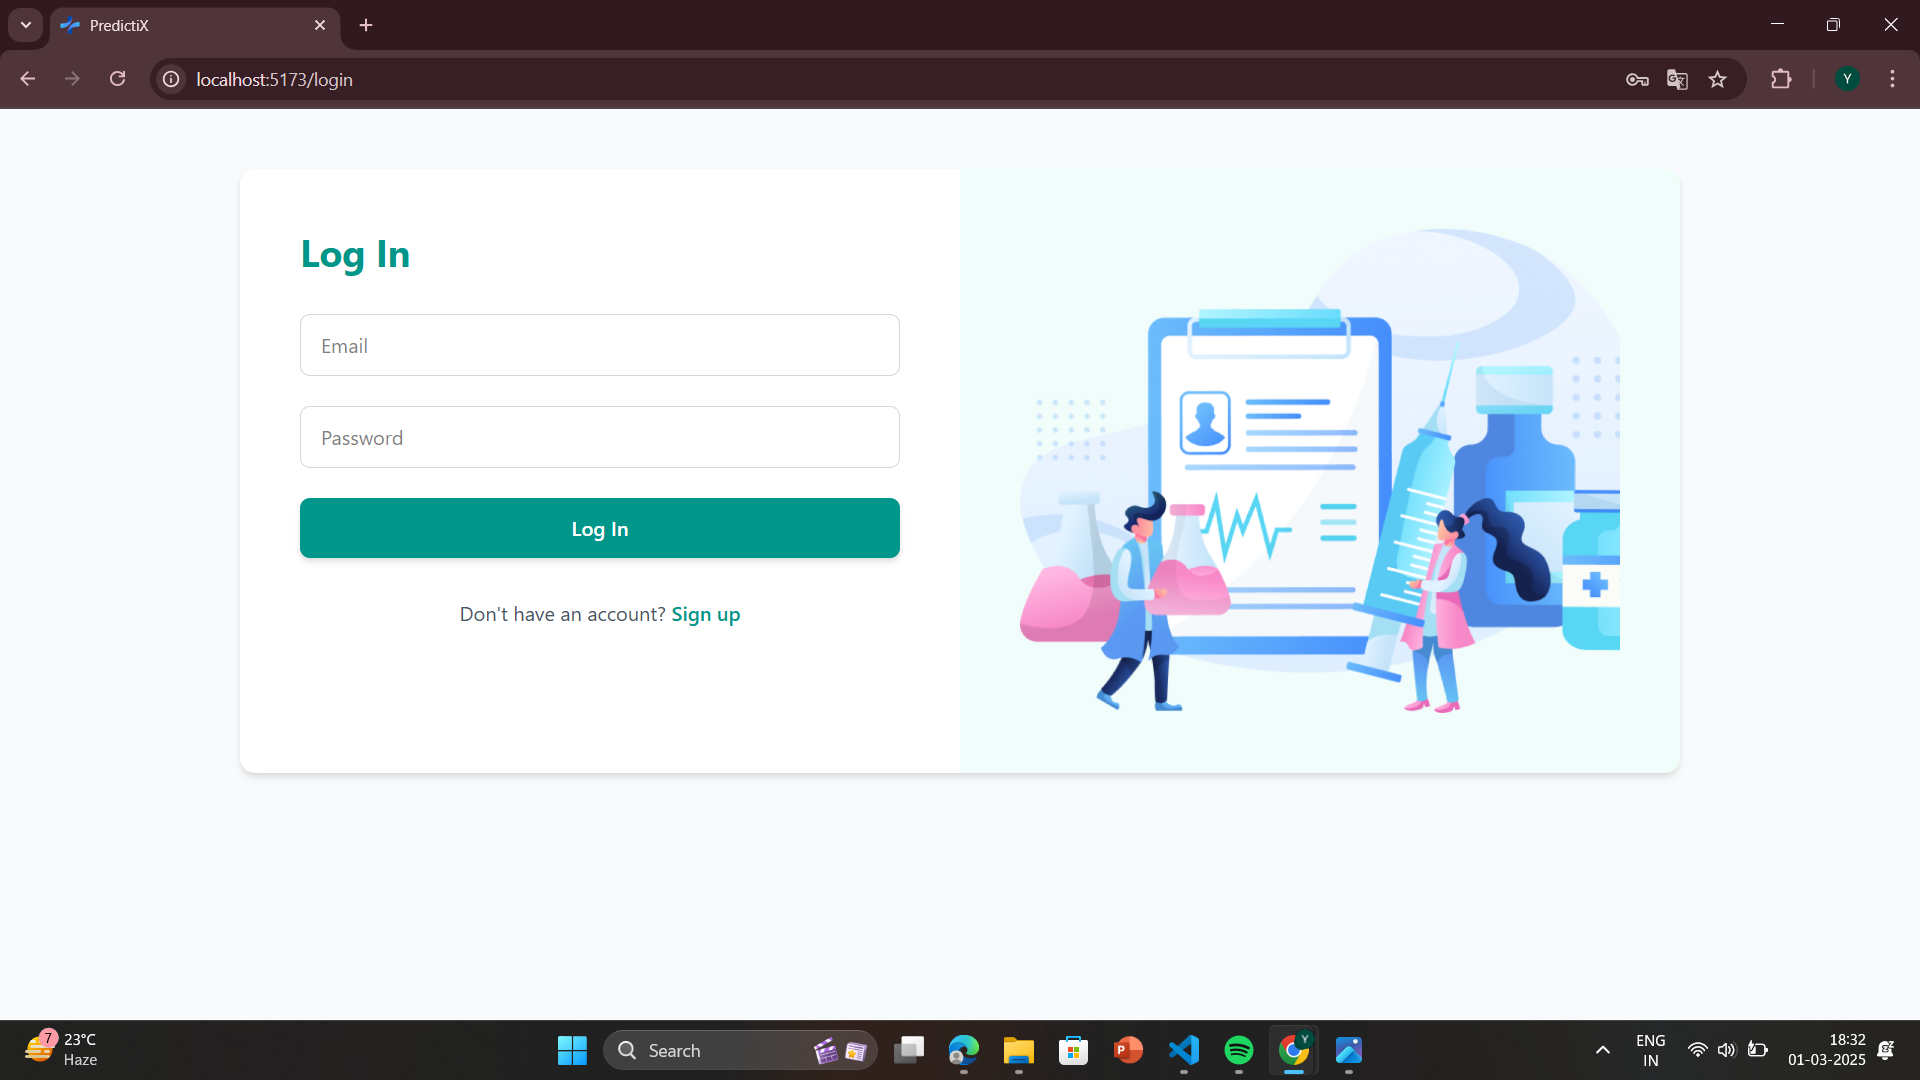 PredictiX
localhost:5173/login
Y
Log In
Email
Password
Log In
Don't have an account? Sign up
7
23°C
Haze
Search
P
Y
ENG
IN
18:32
01-03-2025